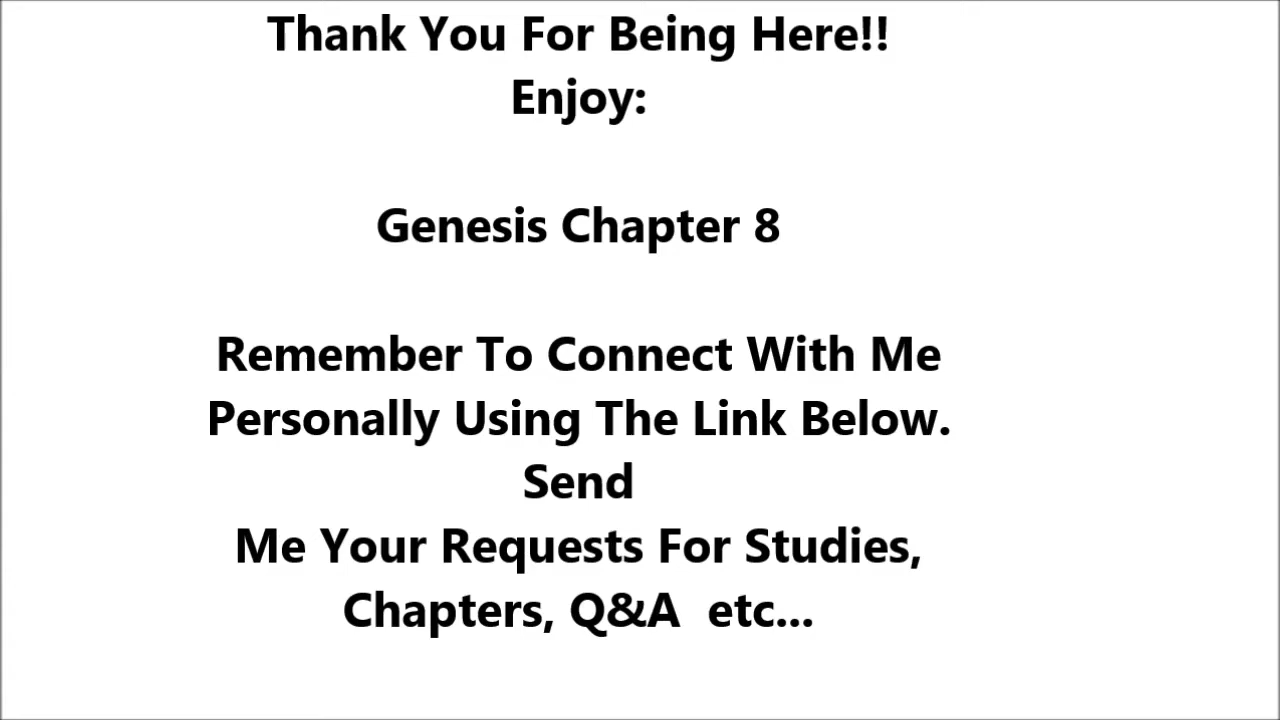 Thank You For Being Here!!
Enjoy:
Genesis Chapter 8
Remember To Connect With Me
Personally Using The Link Below.
Send
Me Your Requests For Studies,
Chapters, Q&A  etc...